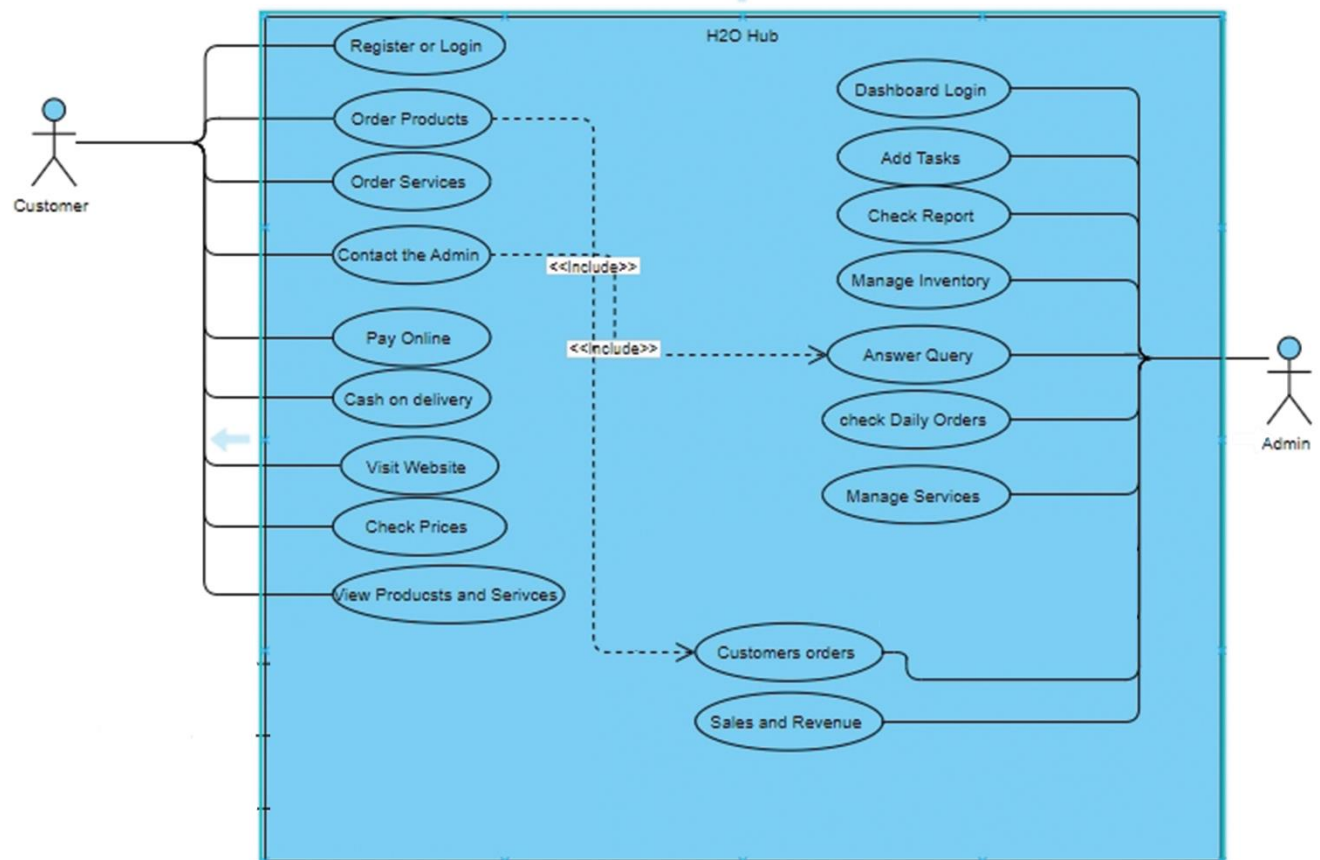 H2O Hub
Register or Login
Order Products
Order Services
Contact the Admin
Pay Online
Cash on delivery
Visit Website
Check Prices
View Producsts and Serivces
Customer
<<Include>>
<<Include>>
Dashboard Login
Add Tasks
Check Report
Manage Inventory
Answer Query
check Daily Orders
Manage Services
Customers orders
Sales and Revenue
Admin